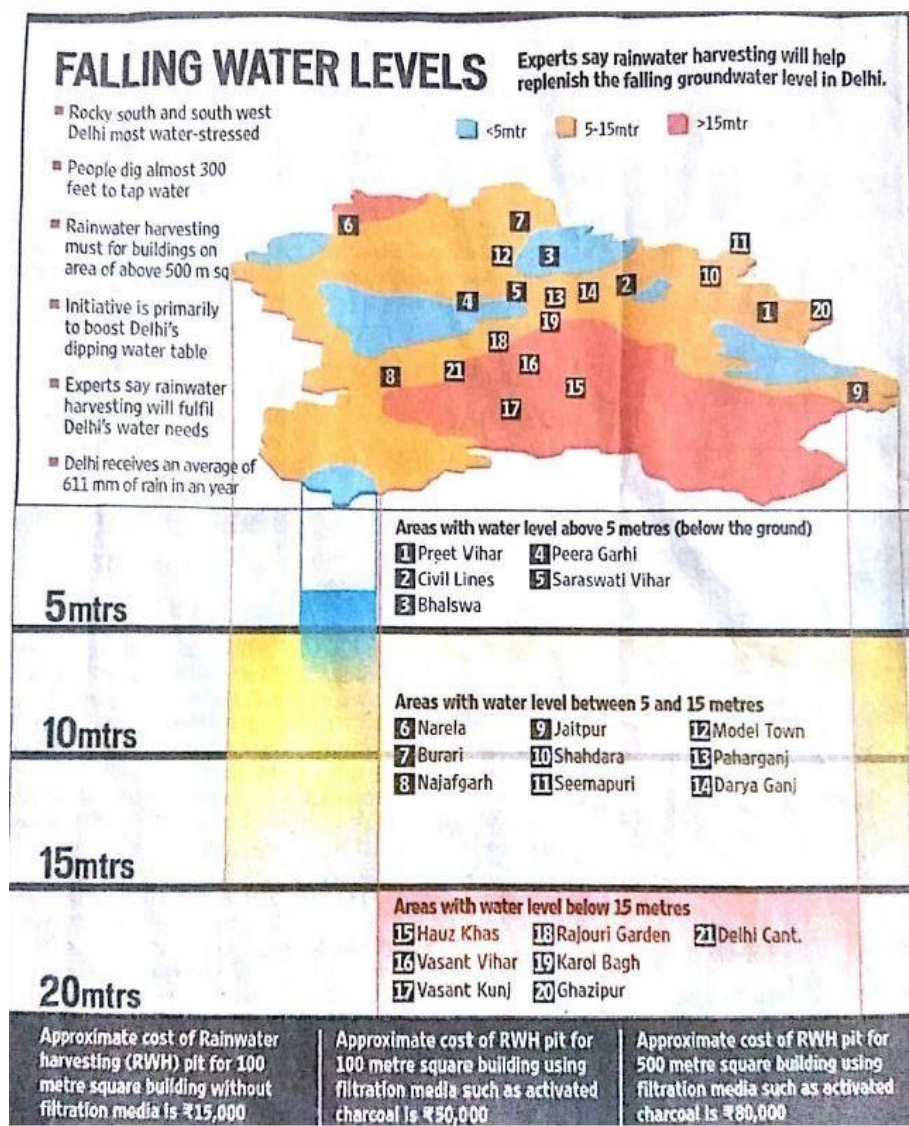 FALLING WATER LEVELS
Experts say rainwater harvesting will help
replenish the falling groundwater level in Delhi.
<5mtr
5-15mtr
>15mtr
Rocky south and south west
Delhi most water-stressed
People dig almost 300
feet to tap water
Rainwater harvesting
must for buildings on
area of above 500 m sq
Initiative is primarily
to boost Delhi's
dipping water table
Experts say rainwater
harvesting will fulfil
Delhi's water needs
Delhi receives an average of
611 mm of rain in an year
6
7
11
12
3
10
2
14
5
13
4
1
20
19
18
16
21
8
15
9
17
5mtrs
Areas with water level above 5 metres (below the ground)
1 Preet Vihar 4 Peera Garhi
2 Civil Lines 5 Saraswati Vihar
3 Bhalswa
10mtrs
Areas with water level between 5 and 15 metres
6 Narela 9 Jaitpur 12 Model Town
7 Burari 10 Shahdara 13 Paharganj
8 Najafgarh 11 Seemapuri 14 Darya Ganj
15mtrs
Areas with water level below 15 metres
15 Hauz Khas 18 Rajouri Garden 21 Delhi Cant.
16 Vasant Vihar 19 Karol Bagh
17 Vasant Kunj 20 Ghazipur
20mtrs
Approximate cost of Rainwater
harvesting (RWH) pit for 100
metre square building without
filtration media is ₹15,000
Approximate cost of RWH pit for
100 metre square building using
filtration media such as activated
charcoal is ₹50,000
Approximate cost of RWH pit for
500 metre square building using
filtration media such as activated
charcoal is ₹80,000